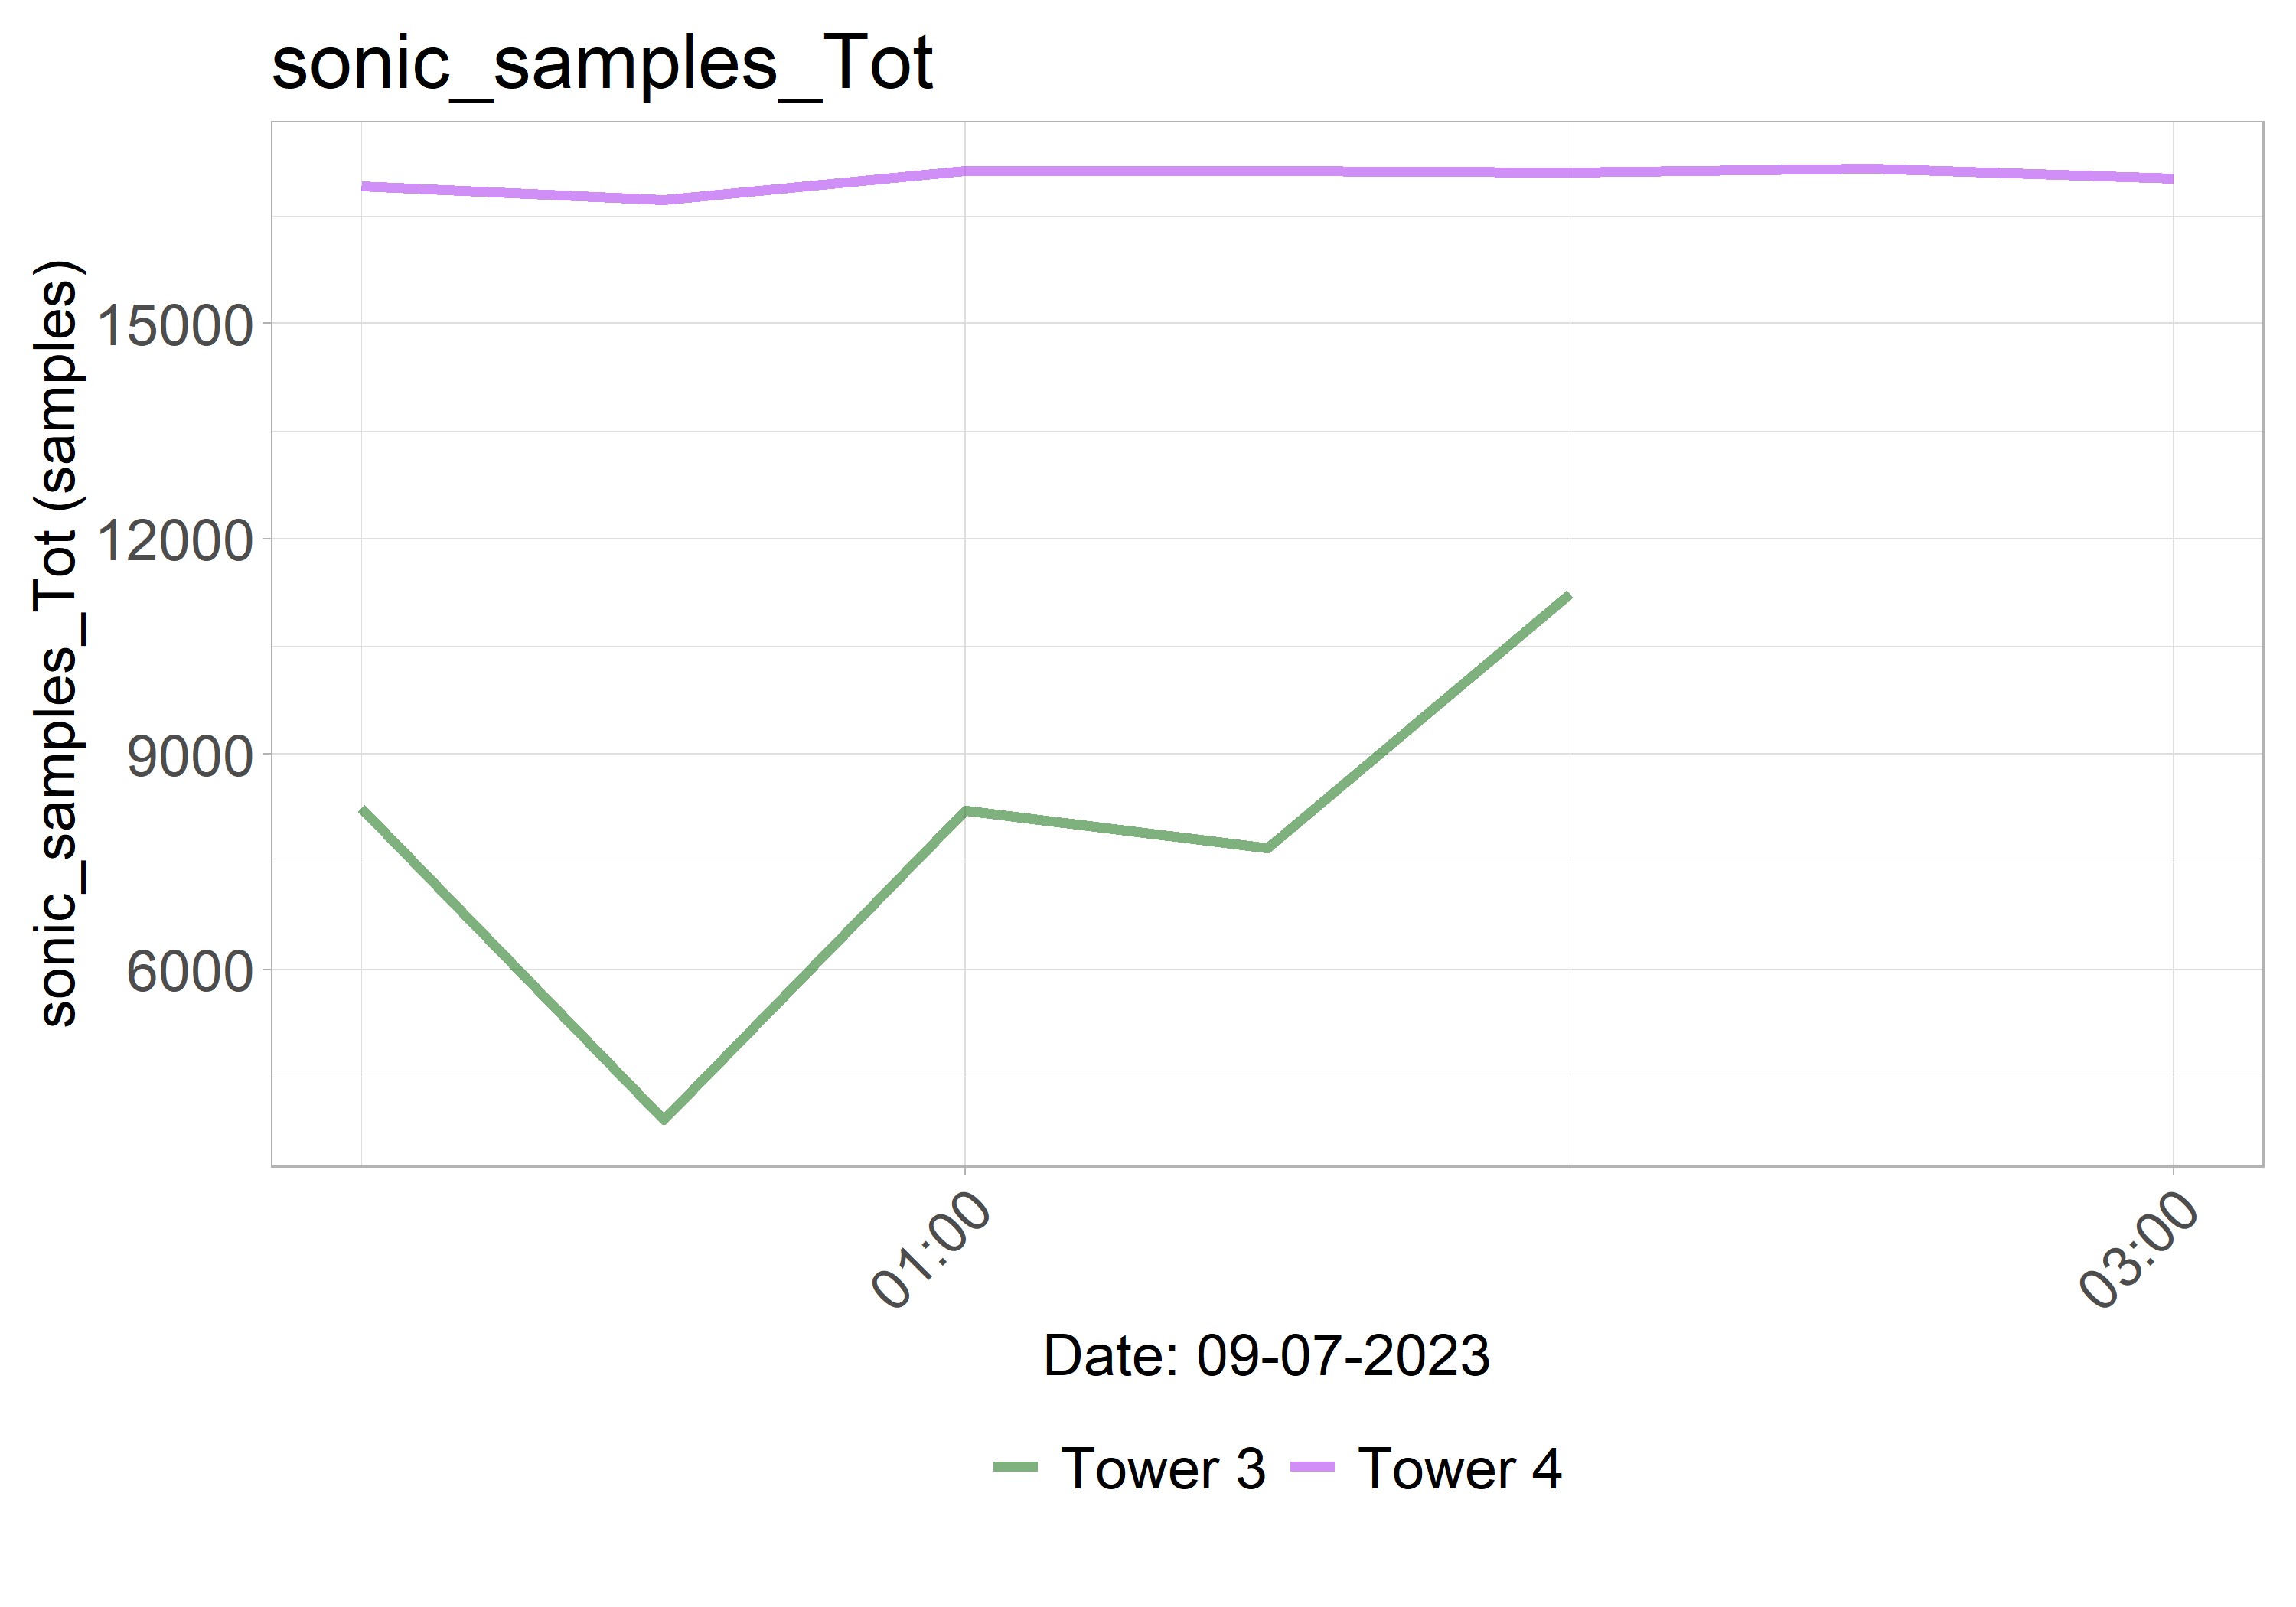 sonic_samples_Tot
sonic_samples_Tot (samples)
15000
12000
9000
6000
01:00
03:00
Date: 09-07-2023
Tower 3
Tower 4